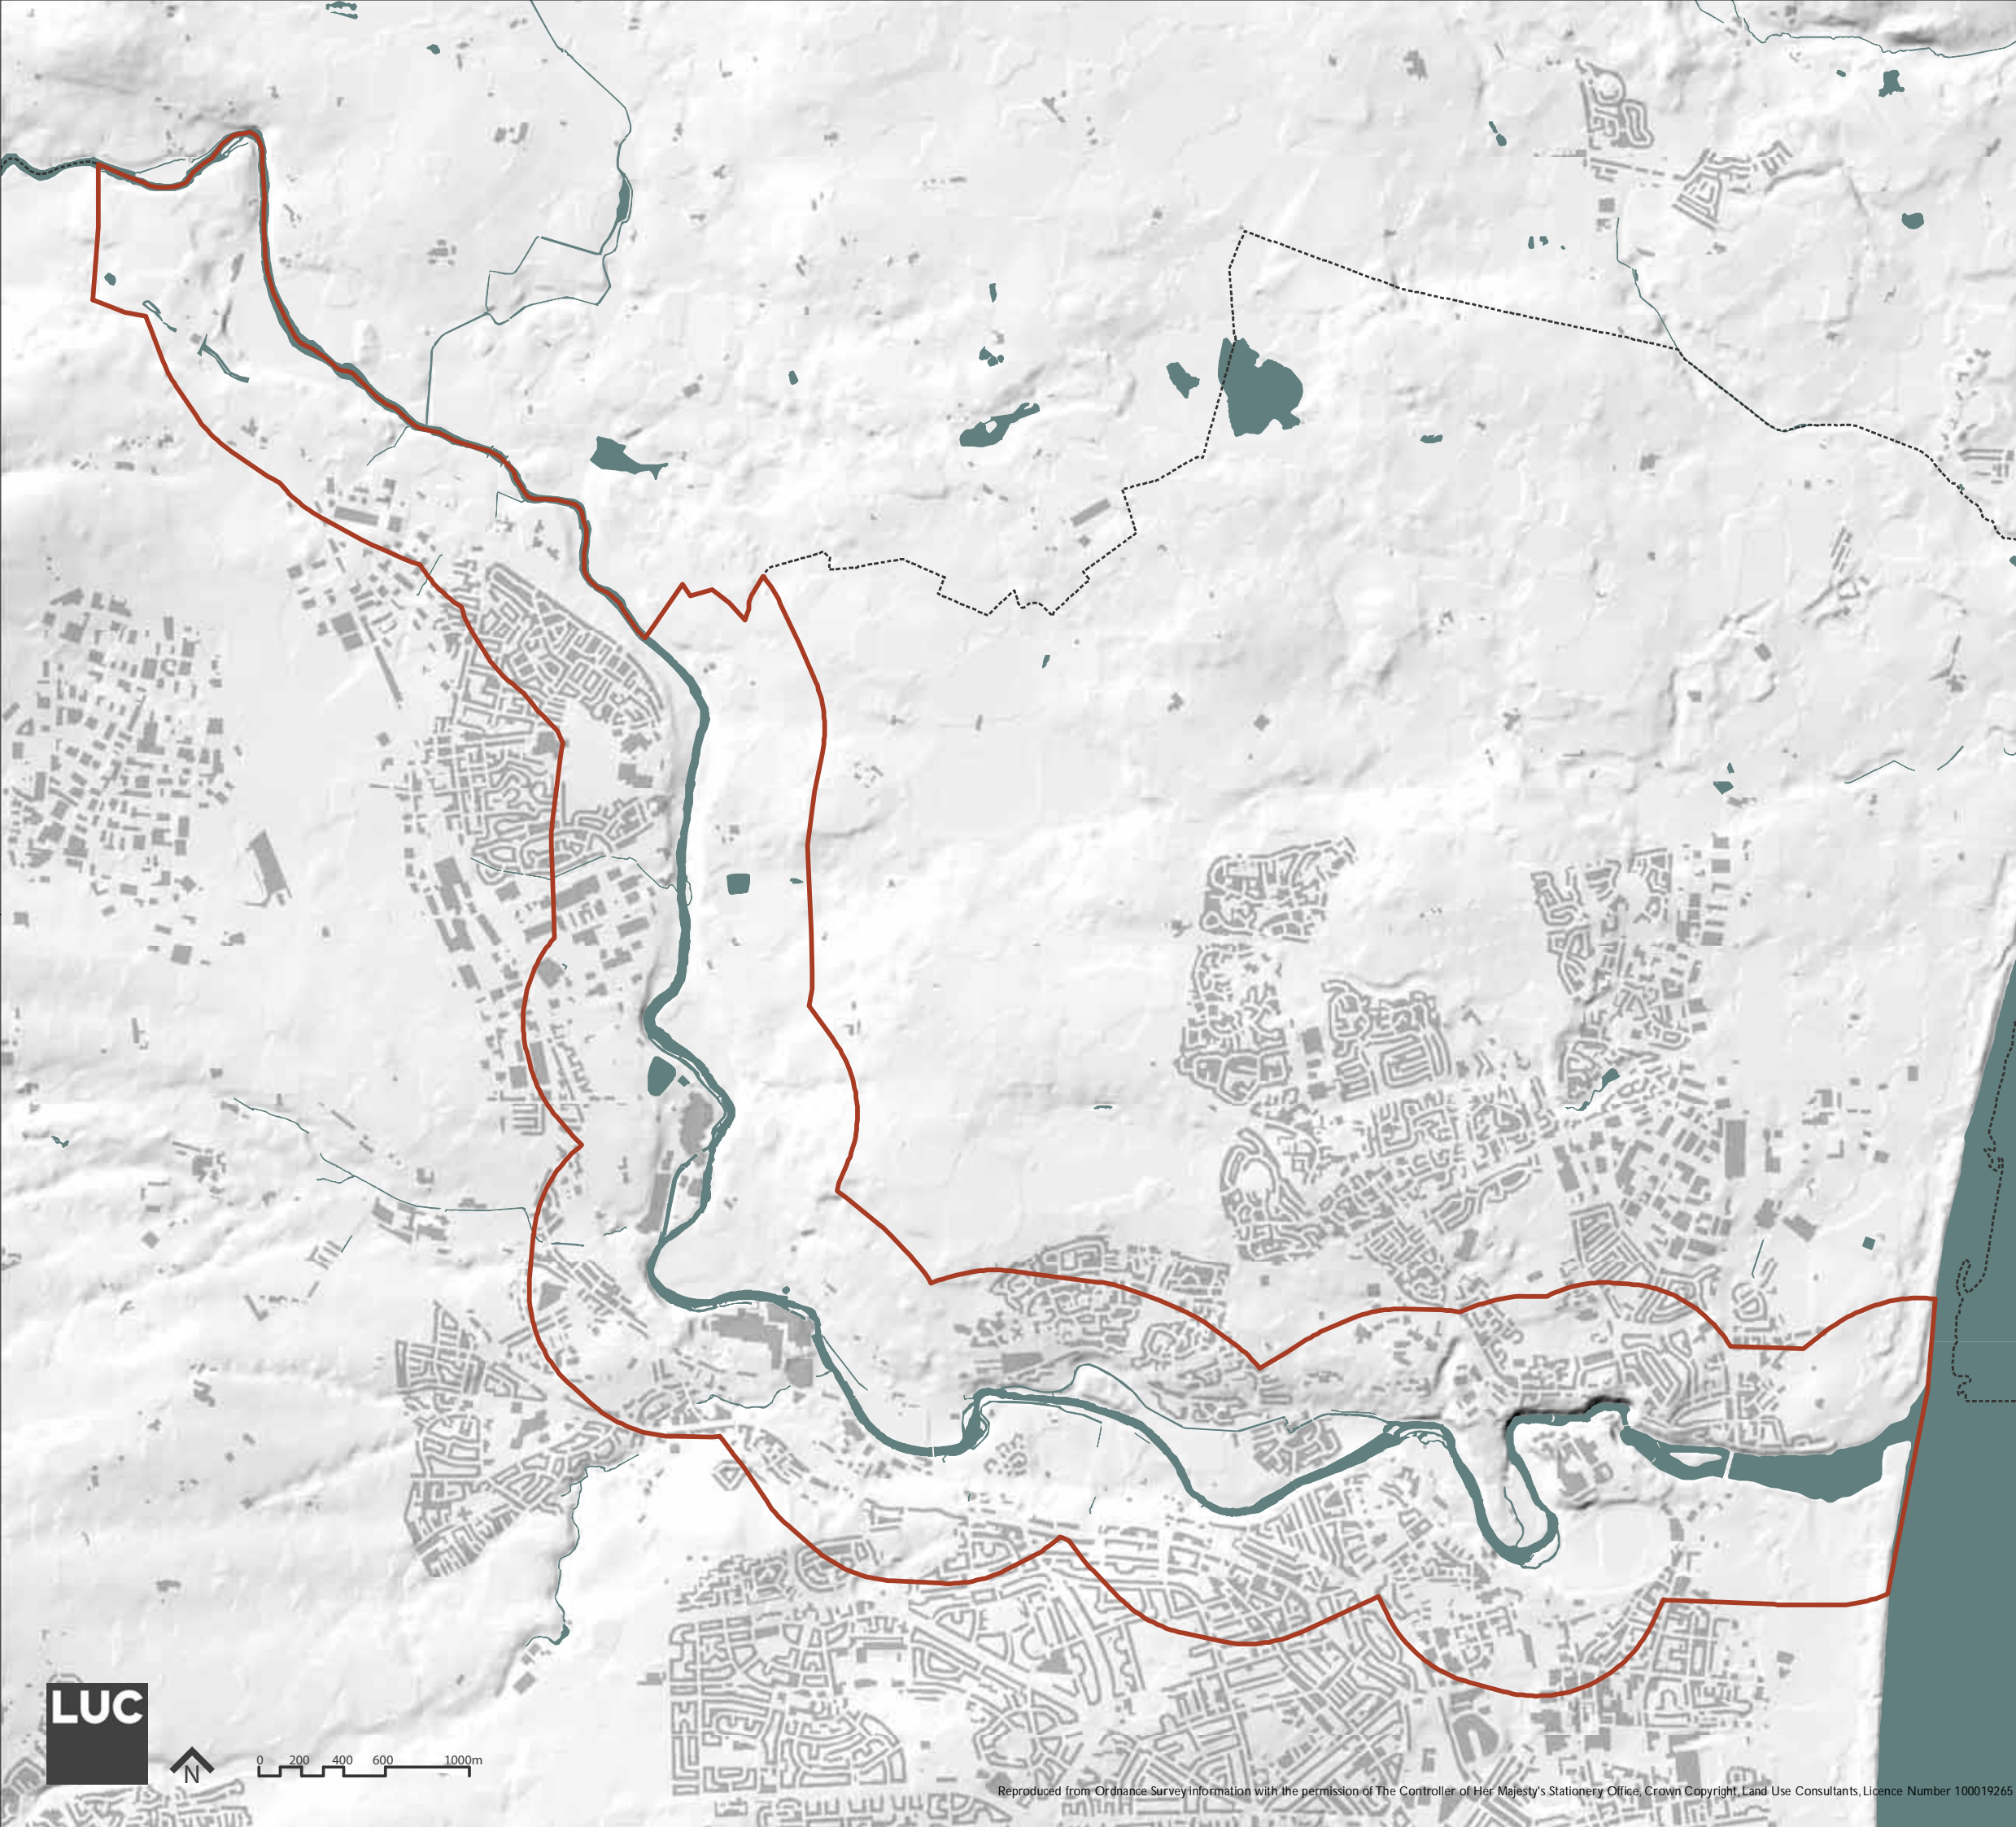 LUC
N
0 200 400 600 1000m
Reproduced from Ordnance Survey information with the permission of The Controller of Her Majesty's Stationery Office, Crown Copyright, Land Use Consultants, Licence Number 100019265